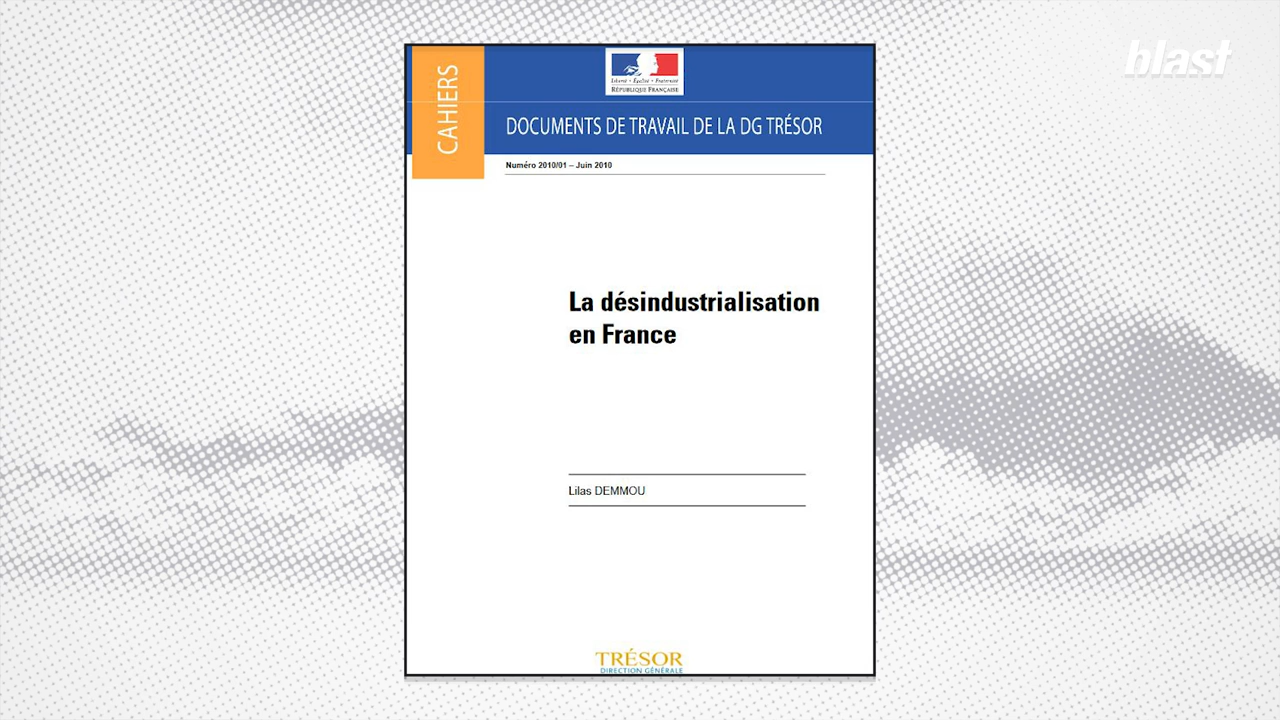 blast
CAHIERS
Liberté • Égalité • Fraternité
RÉPUBLIQUE FRANÇAISE
DOCUMENTS DE TRAVAIL DE LA DG TRÉSOR
Numéro 2010/01 – Juin 2010
La désindustrialisation
en France
Lilas DEMMOU
TRÉSOR
DIRECTION GÉNÉRALE